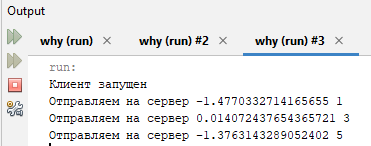 Output
why (run) why (run) #2 why (run) #3
run:
Клиент запущен
Отправляем на сервер -1.4770332714165655 1
Отправляем на сервер 0.014072437654365721 3
Отправляем на сервер -1.3763143289052402 5